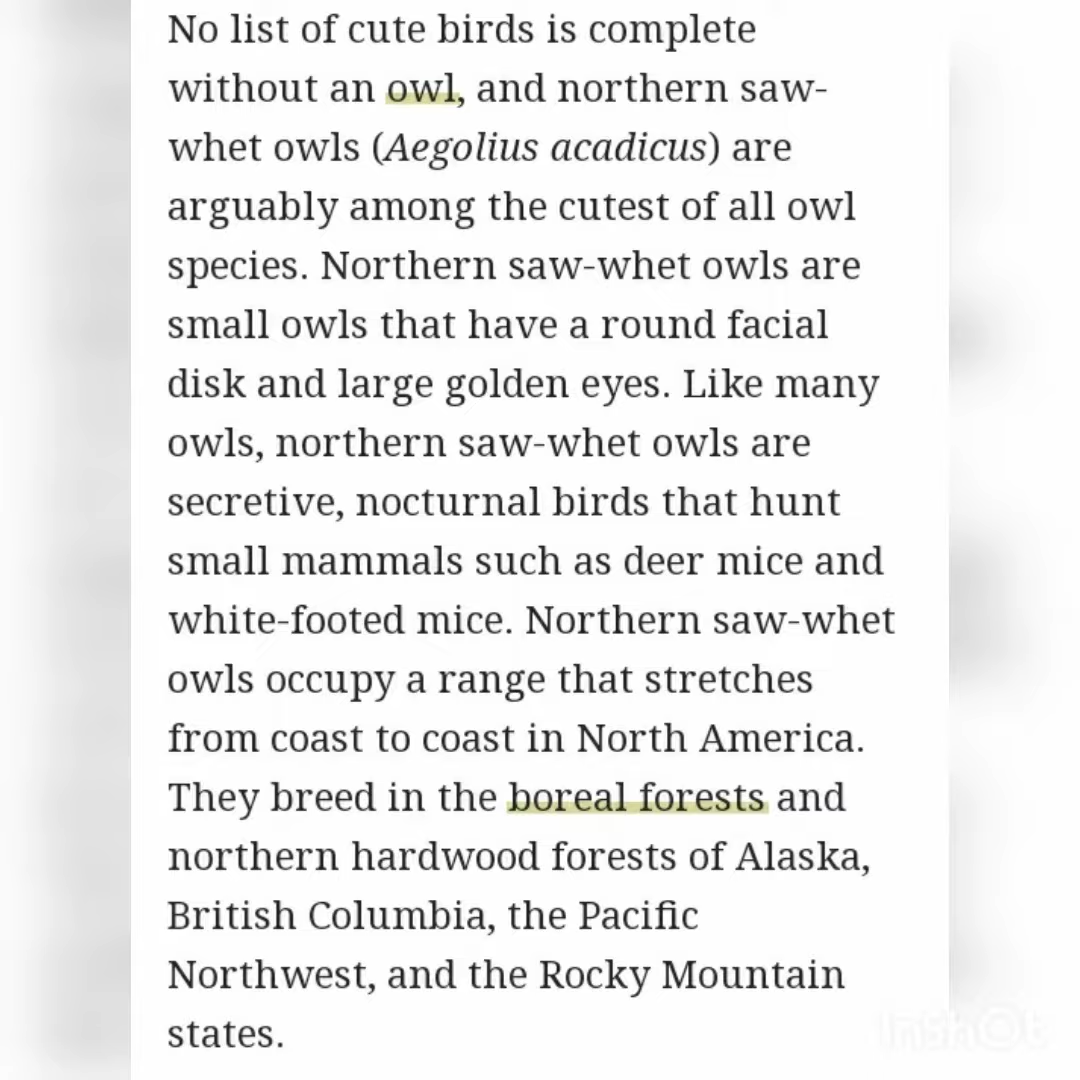 No list of cute birds is complete
without an owl, and northern saw-
whet owls (Aegolius acadicus) are
arguably among the cutest of all owl
species. Northern saw-whet owls are
small owls that have a round facial
disk and large golden eyes. Like many
owls, northern saw-whet owls are
secretive, nocturnal birds that hunt
small mammals such as deer mice and
white-footed mice. Northern saw-whet
owls occupy a range that stretches
from coast to coast in North America.
They breed in the boreal forests and
northern hardwood forests of Alaska,
British Columbia, the Pacific
Northwest, and the Rocky Mountain
states.
InShOt